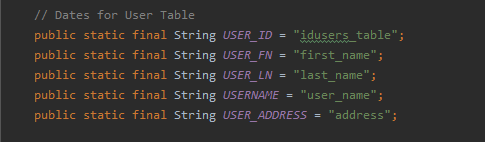 // Dates for User Table
public static final String USER_ID = "idusers_table";
public static final String USER_FN = "first_name";
public static final String USER_LN = "last_name";
public static final String USERNAME = "user_name";
public static final String USER_ADDRESS = "address";